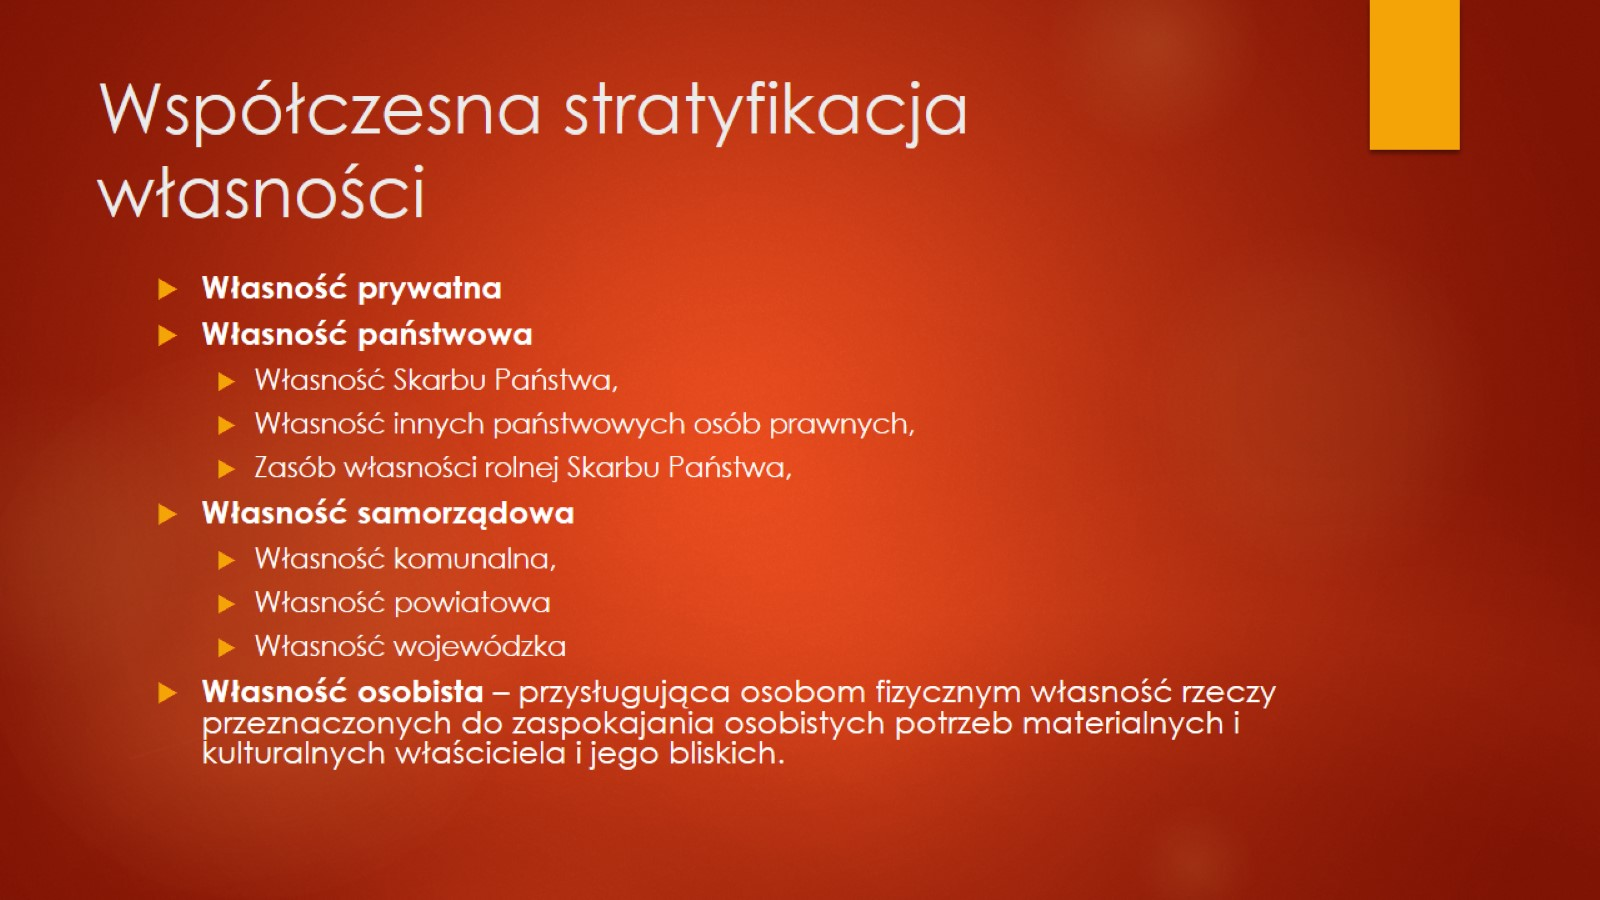 Współczesna stratyfikacja
własności
Własność prywatna
Własność państwowa
Własność Skarbu Państwa,
Własność innych państwowych osób prawnych,
Zasób własności rolnej Skarbu Państwa,
Własność samorządowa
Własność komunalna,
Własność powiatowa
Własność wojewódzka
Własność osobista – przysługująca osobom fizycznym własność rzeczy
przeznaczonych do zaspokajania osobistych potrzeb materialnych i
kulturalnych właściciela i jego bliskich.